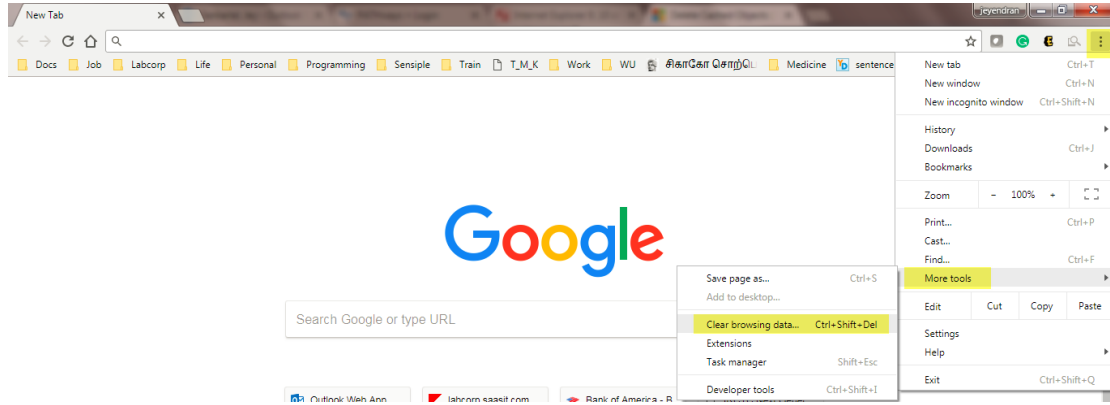 New Tab
jeyendran
Docs Job Labcorp Life Personal Programming Sensiple Train T_M_K Work WU Medicine sentence
New tab Ctrl+T
New window Ctrl+N
New incognito window Ctrl+Shift+N
History
Downloads Ctrl+J
Bookmarks
Zoom - 100% +
Print... Ctrl+P
Cast...
Find... Ctrl+F
More tools
Edit Cut Copy Paste
Settings
Help
Exit Ctrl+Shift+Q
Google
Search Google or type URL
Save page as... Ctrl+S
Add to desktop...
Clear browsing data... Ctrl+Shift+Del
Extensions
Task manager Shift+Esc
Developer tools Ctrl+Shift+I
Outlook Web App labcorp.saasit.com Bank of America - B